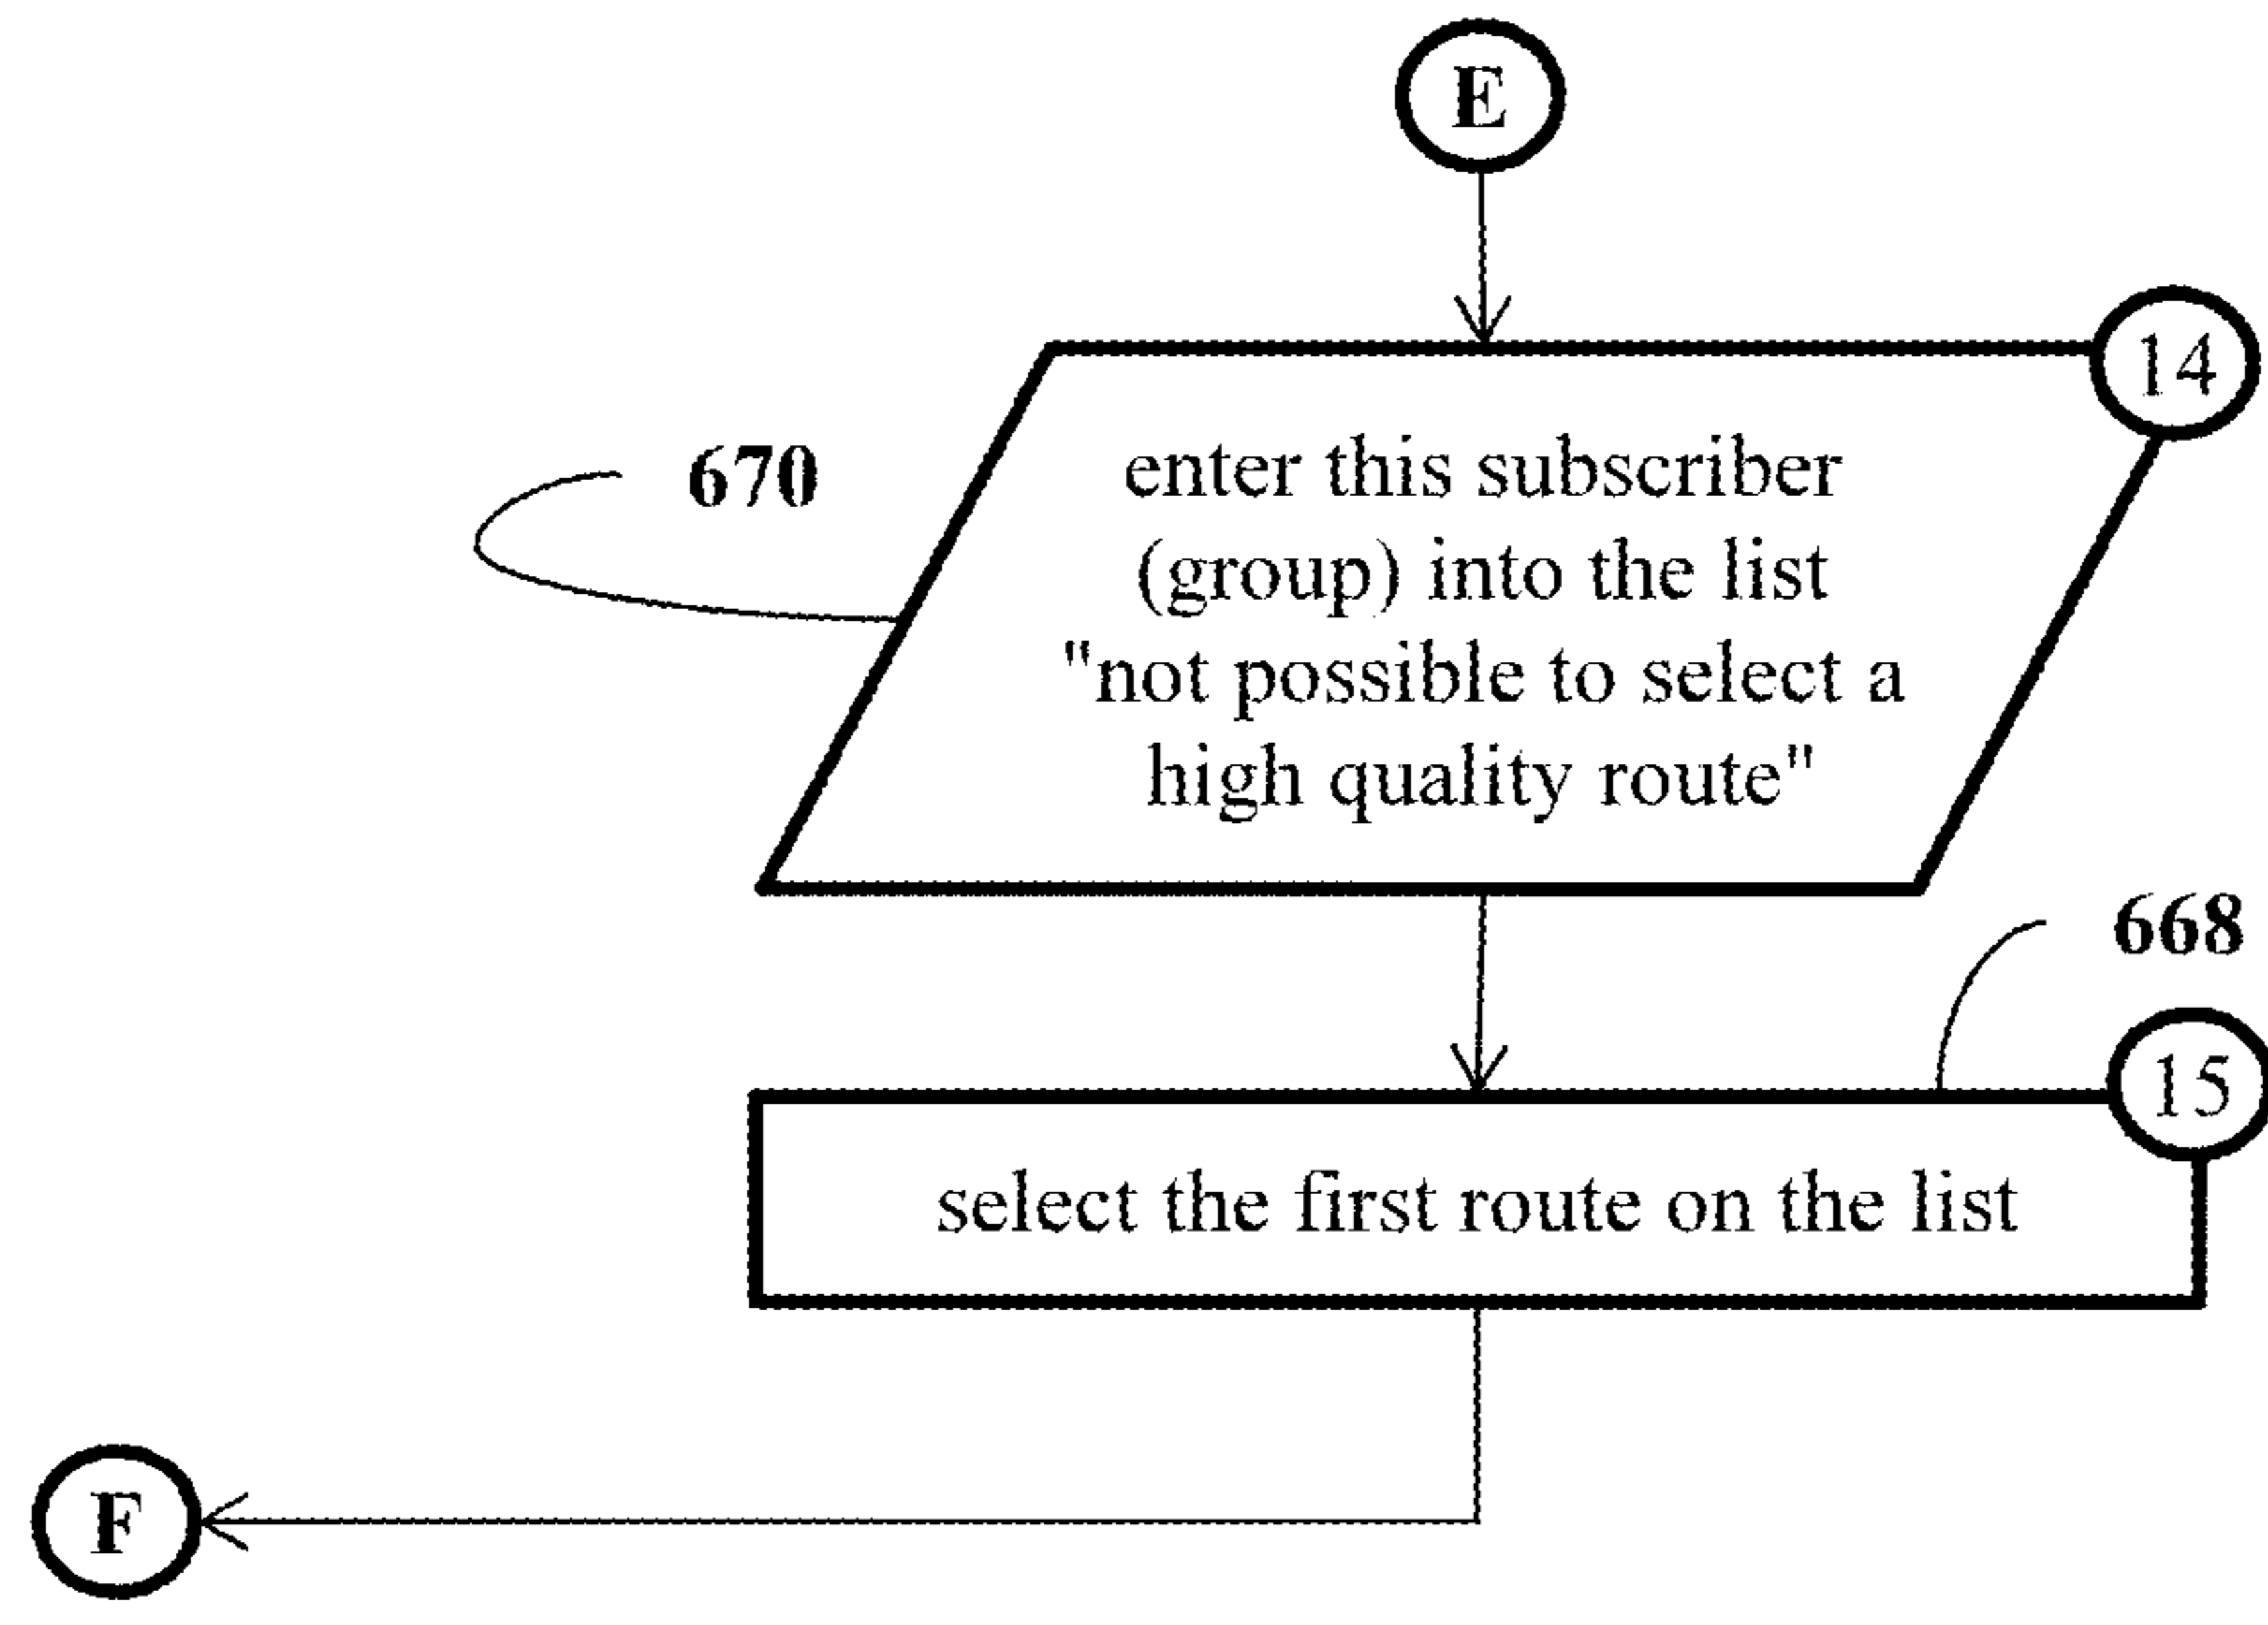 E
14
670
enter this subscriber
(group) into the list
"not possible to select a
high quality route"
668
15
select the first route on the list
F